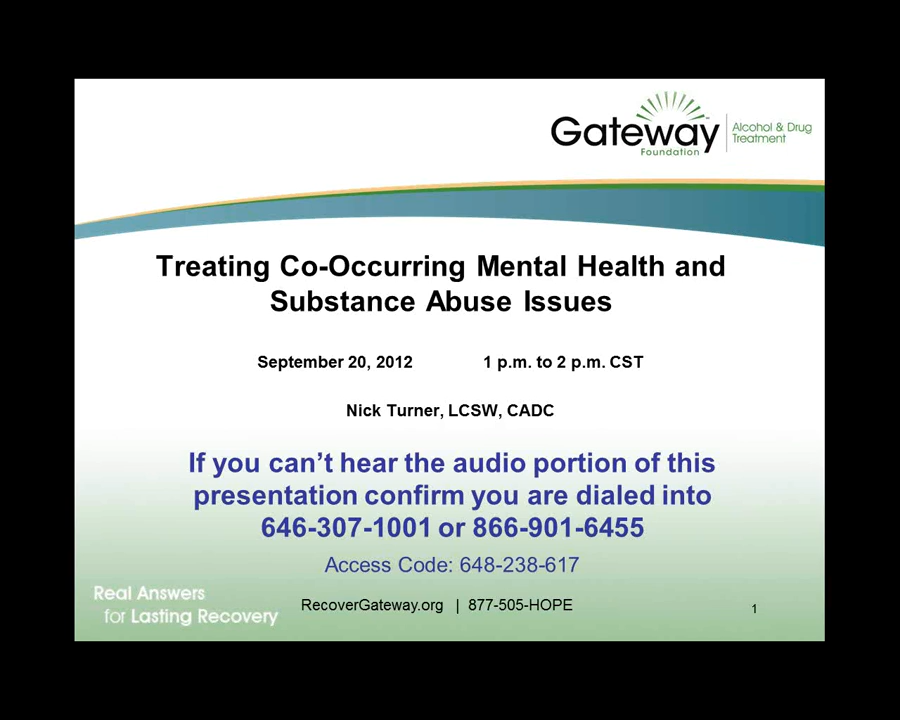 Gateway
Foundation
Alcohol & Drug
Treatment
Treating Co-Occurring Mental Health and
Substance Abuse Issues
September 20, 2012 1 p.m. to 2 p.m. CST
Nick Turner, LCSW, CADC
If you can’t hear the audio portion of this
presentation confirm you are dialed into
646-307-1001 or 866-901-6455
Access Code: 648-238-617
Real Answers
for Lasting Recovery
RecoverGateway.org | 877-505-HOPE
1